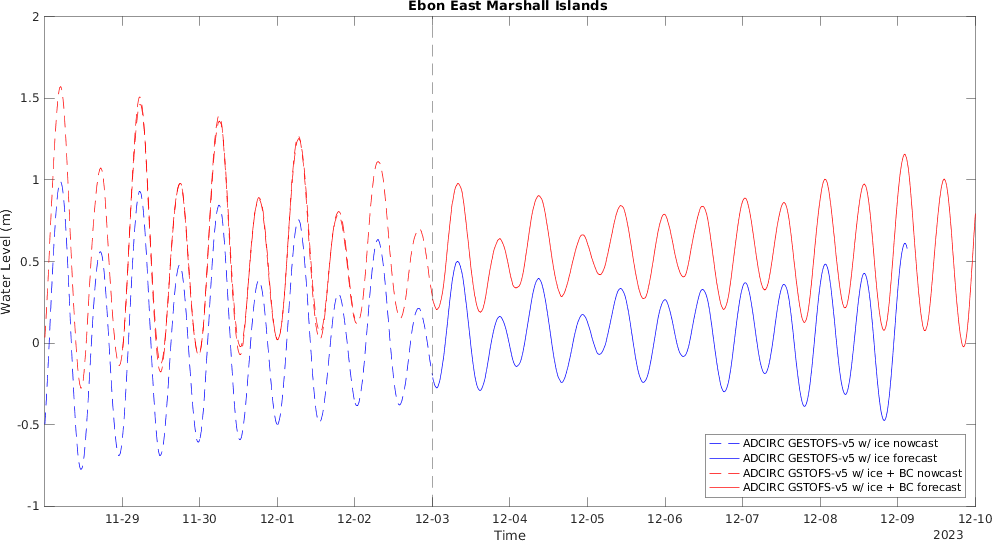 Ebon East Marshall Islands
2
1.5
1
0.5
0
-0.5
-1
Water Level (m)
ADCIRC GESTOFS-v5 w/ ice nowcast
ADCIRC GESTOFS-v5 w/ ice forecast
ADCIRC GSTOFS-v5 w/ ice + BC nowcast
ADCIRC GSTOFS-v5 w/ ice + BC forecast
11-29 11-30 12-01 12-02 12-03 12-04 12-05 12-06 12-07 12-08 12-09 12-10
Time
2023